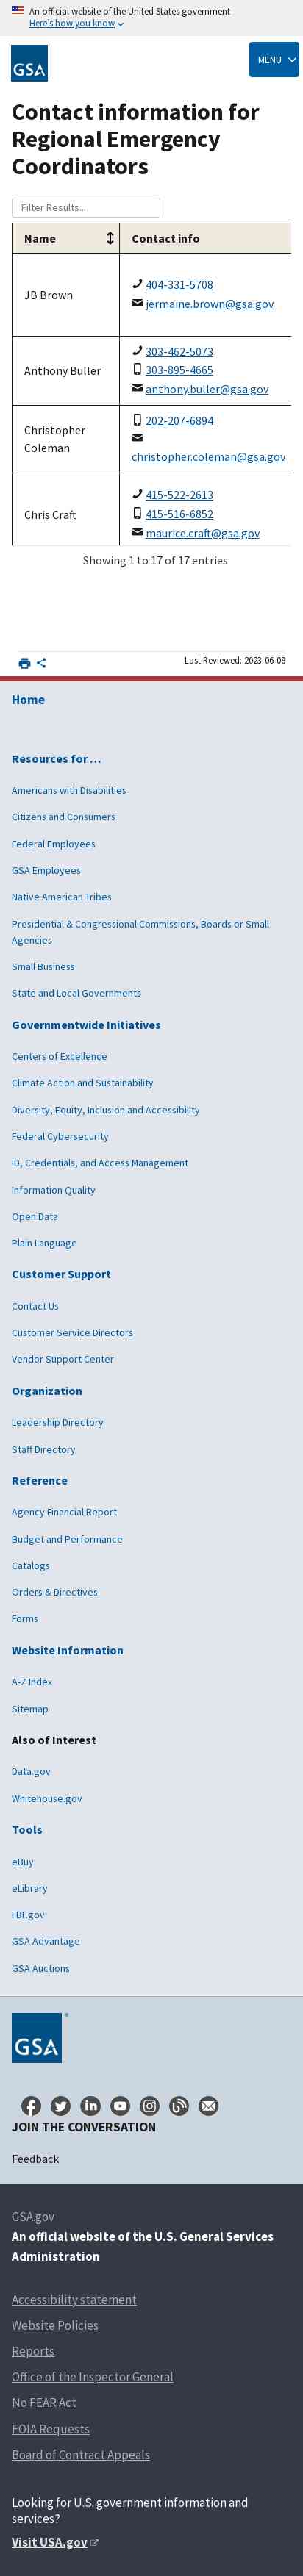 An official website of the United States government
Here's how you know
GSA
MENU
Contact information for
Regional Emergency
Coordinators
Filter Results...
Name
Contact info
JB Brown
404-331-5708
jermaine.brown@gsa.gov
Anthony Buller
303-462-5073
303-895-4665
anthony.buller@gsa.gov
Christopher
Coleman
202-207-6894
christopher.coleman@gsa.gov
Chris Craft
415-522-2613
415-516-6852
maurice.craft@gsa.gov
Showing 1 to 17 of 17 entries
Last Reviewed: 2023-06-08
Home
Resources for …
Americans with Disabilities
Citizens and Consumers
Federal Employees
GSA Employees
Native American Tribes
Presidential & Congressional Commissions, Boards or Small
Agencies
Small Business
State and Local Governments
Governmentwide Initiatives
Centers of Excellence
Climate Action and Sustainability
Diversity, Equity, Inclusion and Accessibility
Federal Cybersecurity
ID, Credentials, and Access Management
Information Quality
Open Data
Plain Language
Customer Support
Contact Us
Customer Service Directors
Vendor Support Center
Organization
Leadership Directory
Staff Directory
Reference
Agency Financial Report
Budget and Performance
Catalogs
Orders & Directives
Forms
Website Information
A-Z Index
Sitemap
Also of Interest
Data.gov
Whitehouse.gov
Tools
eBuy
eLibrary
FBF.gov
GSA Advantage
GSA Auctions
GSA
JOIN THE CONVERSATION
Feedback
GSA.gov
An official website of the U.S. General Services
Administration
Accessibility statement
Website Policies
Reports
Office of the Inspector General
No FEAR Act
FOIA Requests
Board of Contract Appeals
Looking for U.S. government information and
services?
Visit USA.gov